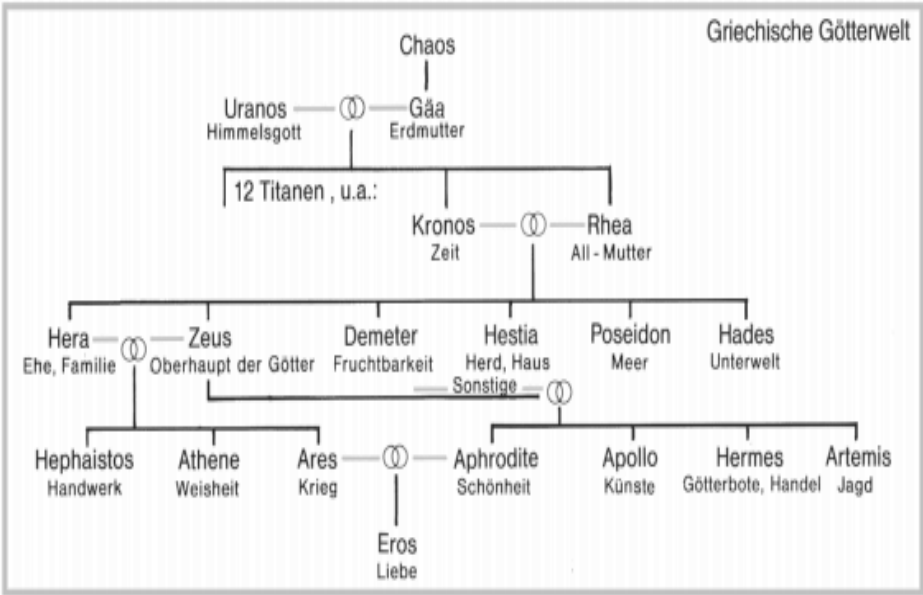 Griechische Götterwelt
Chaos
Uranos Gäa
Himmelsgott Erdmutter
12 Titanen , u.a.:
Kronos Rhea
Zeit All - Mutter
Hera Zeus Demeter Hestia Poseidon Hades
Ehe, Familie Oberhaupt der Götter Fruchtbarkeit Herd, Haus Meer Unterwelt
Sonstige
Hephaistos Athene Ares Aphrodite Apollo Hermes Artemis
Handwerk Weisheit Krieg Schönheit Künste Götterbote, Handel Jagd
Eros
Liebe